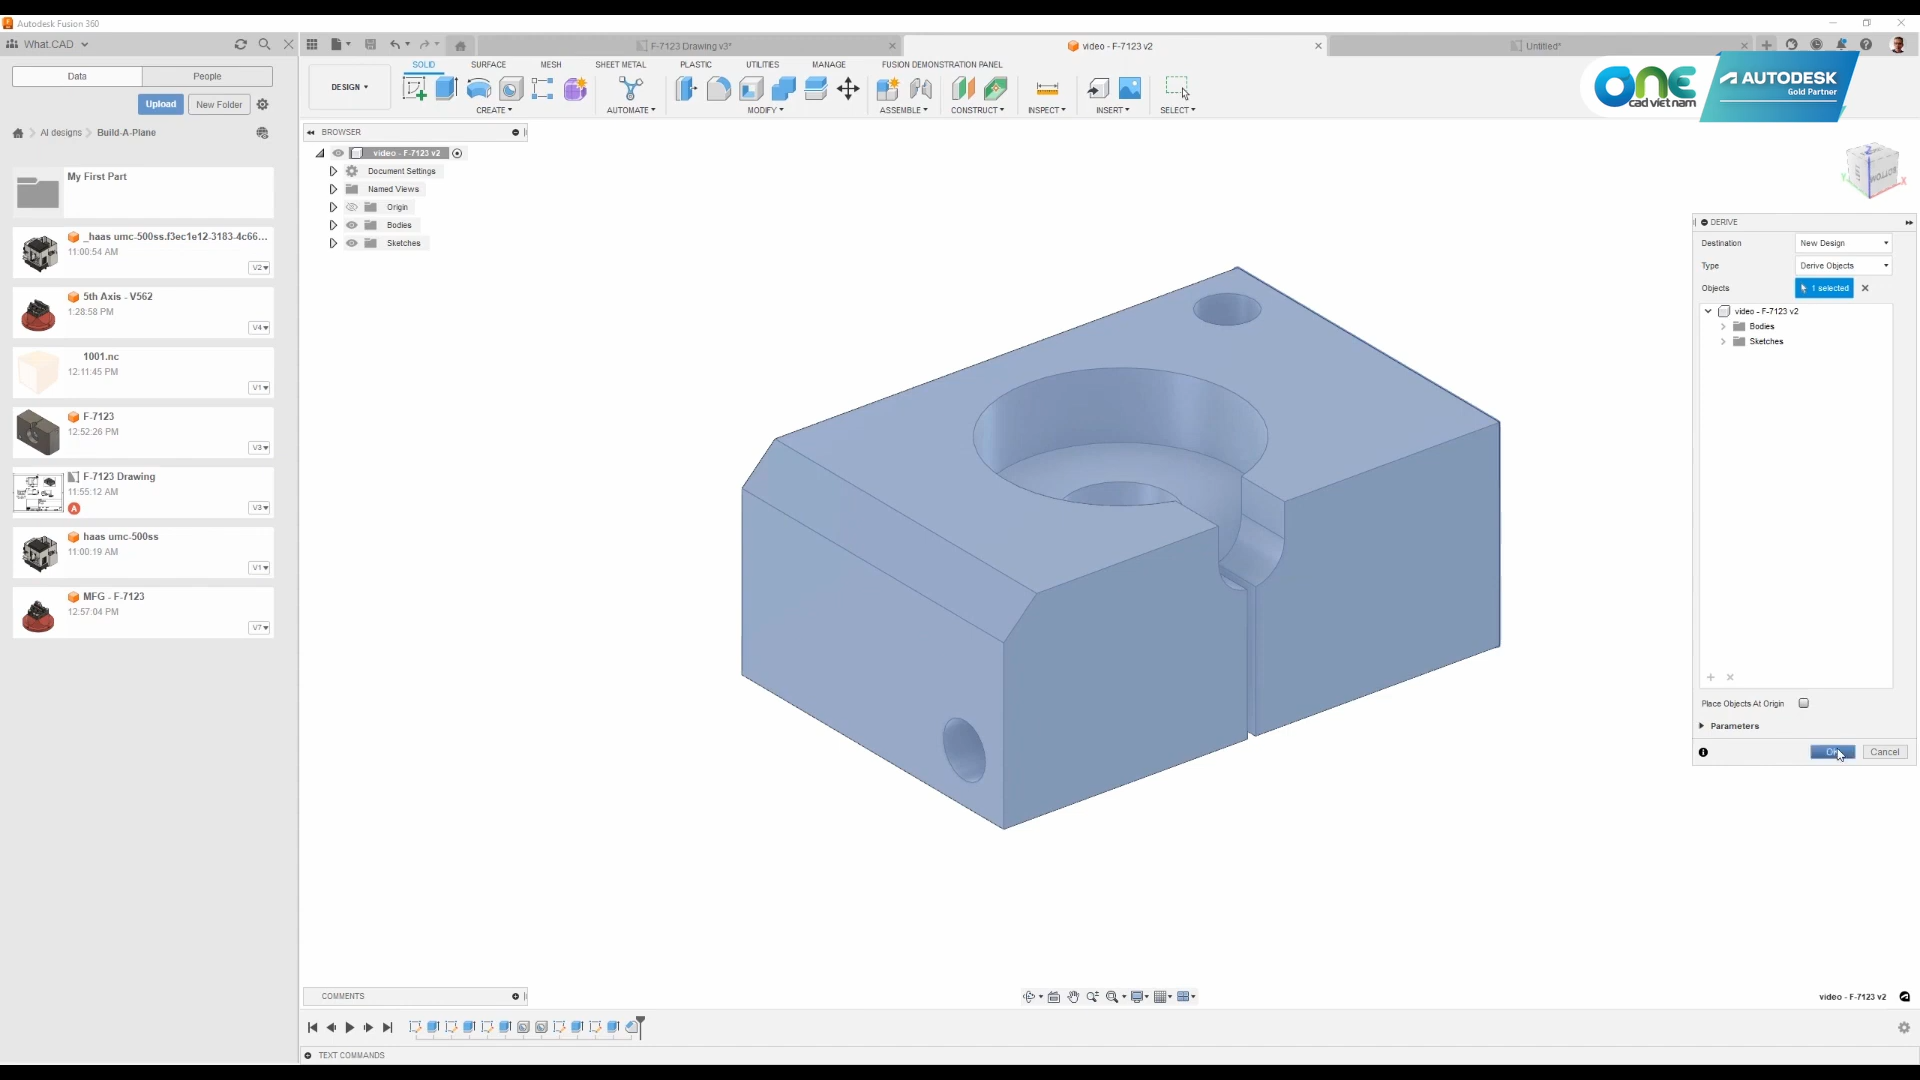 Autodesk Fusion 360
What.CAD
Data
People
Upload
New Folder
AI designs
Build-A-Plane
My First Part
_haas umc-500ss.f3ec1e12-3183-4c66...
11:00:54 AM
V2
5th Axis - V562
1:28:58 PM
V4
1001.nc
12:11:45 PM
V1
F-7123
12:52:26 PM
V3
F-7123 Drawing
11:55:12 AM
A
V3
haas umc-500ss
11:00:19 AM
V1
MFG - F-7123
12:57:04 PM
V7
F-7123 Drawing v3*
video - F-7123 v2
Untitled*
SOLID
SURFACE
MESH
SHEET METAL
PLASTIC
UTILITIES
MANAGE
FUSION DEMONSTRATION PANEL
DESIGN
CREATE
AUTOMATE
MODIFY
ASSEMBLE
CONSTRUCT
INSPECT
INSERT
SELECT
ONE
cad viet nam
AUTODESK
Gold Partner
BROWSER
video - F-7123 v2
Document Settings
Named Views
Origin
Bodies
Sketches
Z
BOTTOM
DERIVE
Destination
New Design
Type
Derive Objects
Objects
1 selected
video - F-7123 v2
Bodies
Sketches
Place Objects At Origin
Parameters
Cancel
COMMENTS
video - F-7123 v2
TEXT COMMANDS